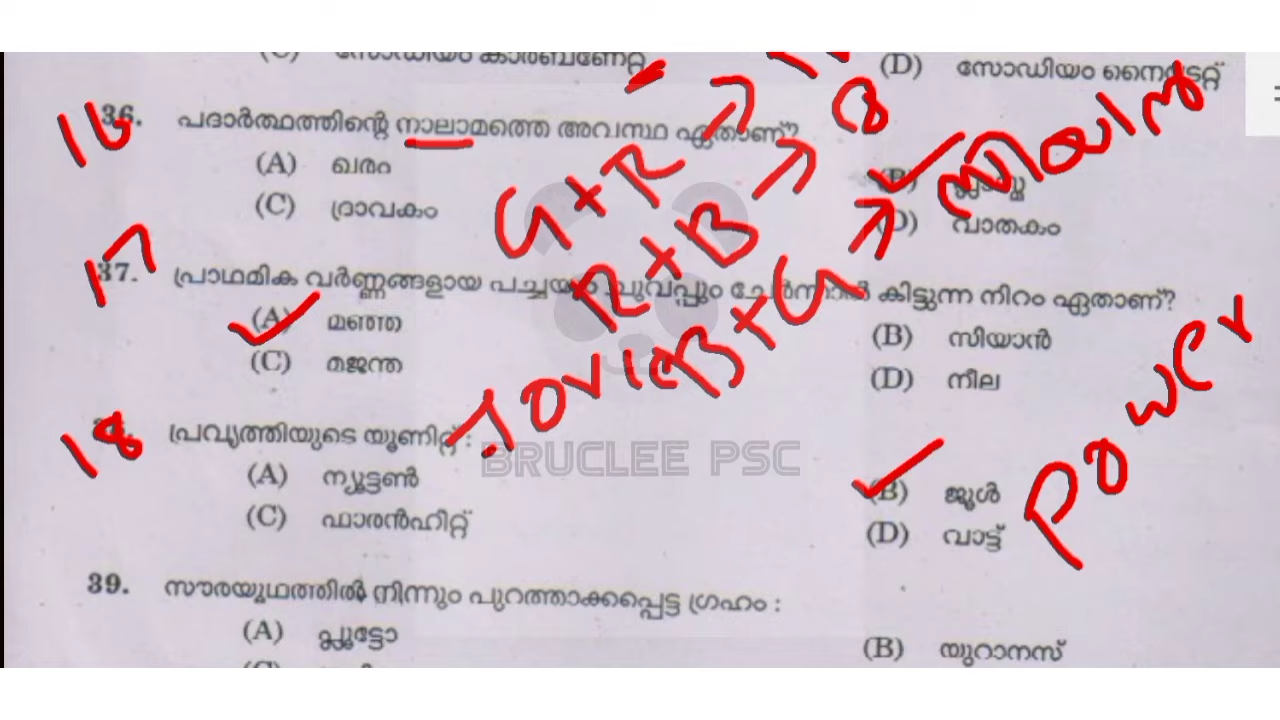 (C) സോഡിയം കാർബണേറ്റ് (D) സോഡിയം നൈട്രേറ്റ്
16 36. പദാർത്ഥത്തിന്റെ നാലാമത്തെ അവസ്ഥ ഏതാണ്?
(A) ഖരം (B) പ്ലാസ്മ
(C) ദ്രാവകം (D) വാതകം
G+R →
R+B →
B+G → സിയാൻ
17 37. പ്രാഥമിക വർണ്ണങ്ങളായ പച്ചയും ചുവപ്പും ചേർന്നാൽ കിട്ടുന്ന നിറം ഏതാണ്?
(A) മഞ്ഞ (B) സിയാൻ
(C) മജന്ത (D) നീല
18 പ്രവൃത്തിയുടെ യൂണിറ്റ് :
BRUCLEE PSC
(A) ന്യൂട്ടൺ (B) ജൂൾ
(C) ഫാരൻഹിറ്റ് (D) വാട്ട്
power
39. സൗരയൂഥത്തിൽ നിന്നും പുറത്താക്കപ്പെട്ട ഗ്രഹം :
(A) പ്ലൂട്ടോ (B) യുറാനസ്